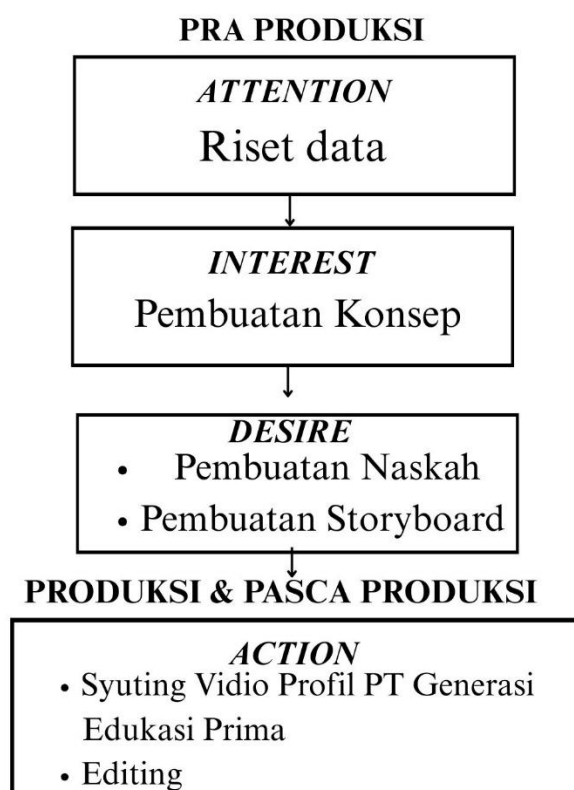 PRA PRODUKSI
ATTENTION
Riset data
INTEREST
Pembuatan Konsep
DESIRE
• Pembuatan Naskah
• Pembuatan Storyboard
PRODUKSI & PASCA PRODUKSI
ACTION
• Syuting Vidio Profil PT Generasi
Edukasi Prima
• Editing